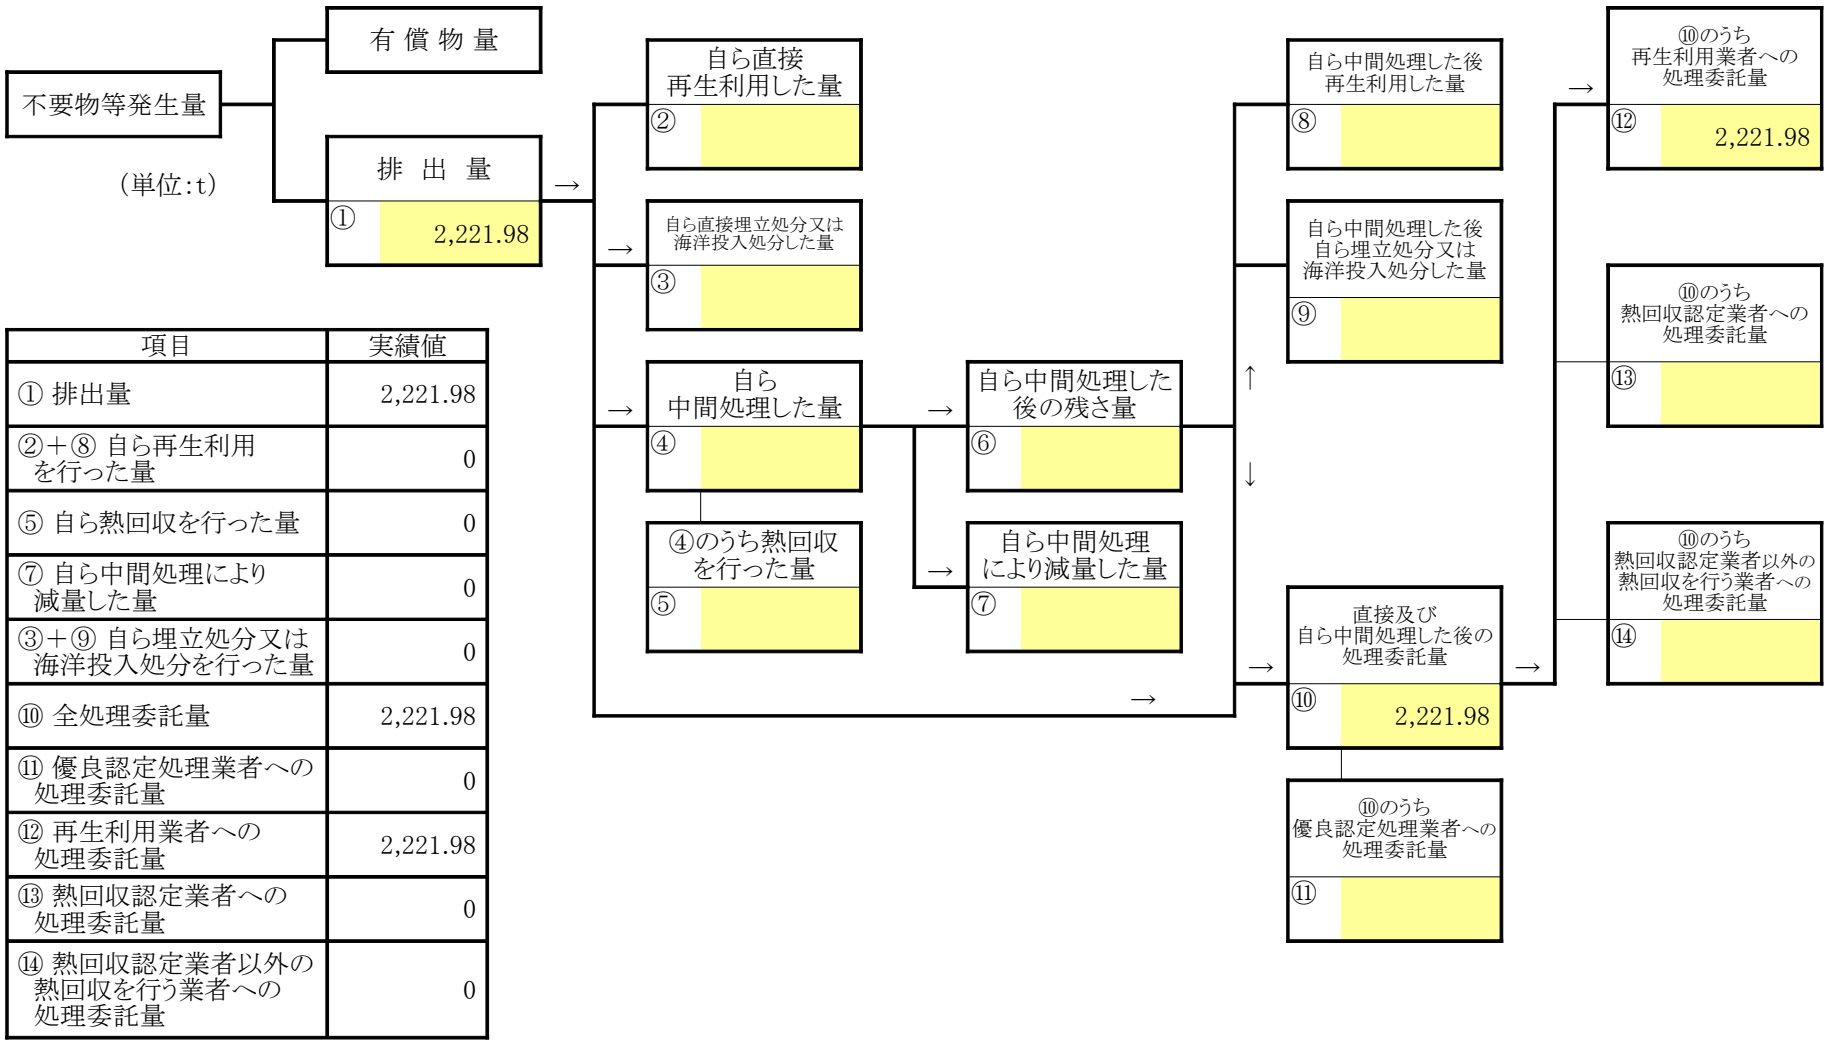 有 償 物 量
不要物等発生量
(単位:t)
排 出 量
①
2,221.98
→
自ら直接
再生利用した量
②
→
自ら直接埋立処分又は
海洋投入処分した量
③
→
自ら
中間処理した量
④
④のうち熱回収
を行った量
⑤
→
自ら中間処理した
後の残さ量
⑥
→
自ら中間処理
により減量した量
⑦
→
↑
↓
自ら中間処理した後
再生利用した量
⑧
自ら中間処理した後
自ら埋立処分又は
海洋投入処分した量
⑨
→
直接及び
自ら中間処理した後の
処理委託量
⑩
2,221.98
⑩のうち
優良認定処理業者への
処理委託量
⑪
→
→
⑩のうち
再生利用業者への
処理委託量
⑫
2,221.98
⑩のうち
熱回収認定業者への
処理委託量
⑬
⑩のうち
熱回収認定業者以外の
熱回収を行う業者への
処理委託量
⑭
項目 実績値
① 排出量 2,221.98
②＋⑧ 自ら再生利用
を行った量 0
⑤ 自ら熱回収を行った量 0
⑦ 自ら中間処理により
減量した量 0
③＋⑨ 自ら埋立処分又は
海洋投入処分を行った量 0
⑩ 全処理委託量 2,221.98
⑪ 優良認定処理業者への
処理委託量 0
⑫ 再生利用業者への
処理委託量 2,221.98
⑬ 熱回収認定業者への
処理委託量 0
⑭ 熱回収認定業者以外の
熱回収を行う業者への
処理委託量 0